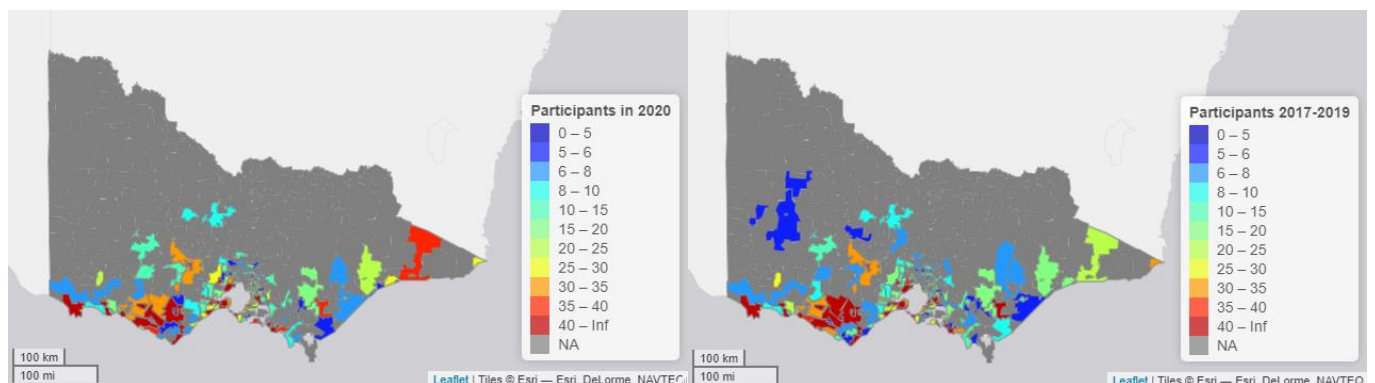 Participants in 2020
0 – 5
5 – 6
6 – 8
8 – 10
10 – 15
20 – 25
25 – 30
30 – 35
35 – 40
40 – Inf
NA
100 km
100 mi
Leaflet | Tiles © Esri — Esri, DeLorme, NAVTEQ
Participants 2017-2019
0 – 5
5 – 6
6 – 8
8 – 10
10 – 15
15 – 20
20 – 25
25 – 30
30 – 35
35 – 40
40 – Inf
NA
100 km
100 mi
Leaflet | Tiles © Esri — Esri, DeLorme, NAVTEQ